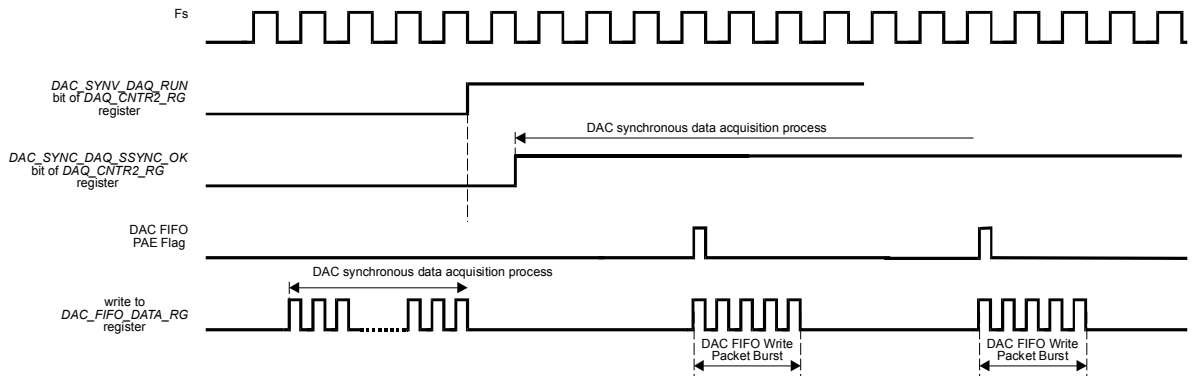 Fs
DAC_SYNV_DAQ_RUN
bit of DAQ_CNTR2_RG
register
DAC synchronous data acquisition process
DAC_SYNC_DAQ_SSYNC_OK
bit of DAQ_CNTR2_RG
register
DAC FIFO
PAE Flag
DAC synchronous data acquisition process
write to
DAC_FIFO_DATA_RG
register
DAC FIFO Write
Packet Burst
DAC FIFO Write
Packet Burst